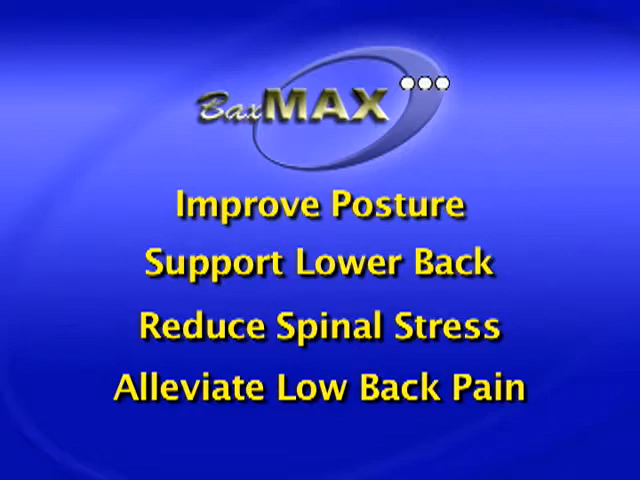 BaxMAX
Improve Posture
Support Lower Back
Reduce Spinal Stress
Alleviate Low Back Pain